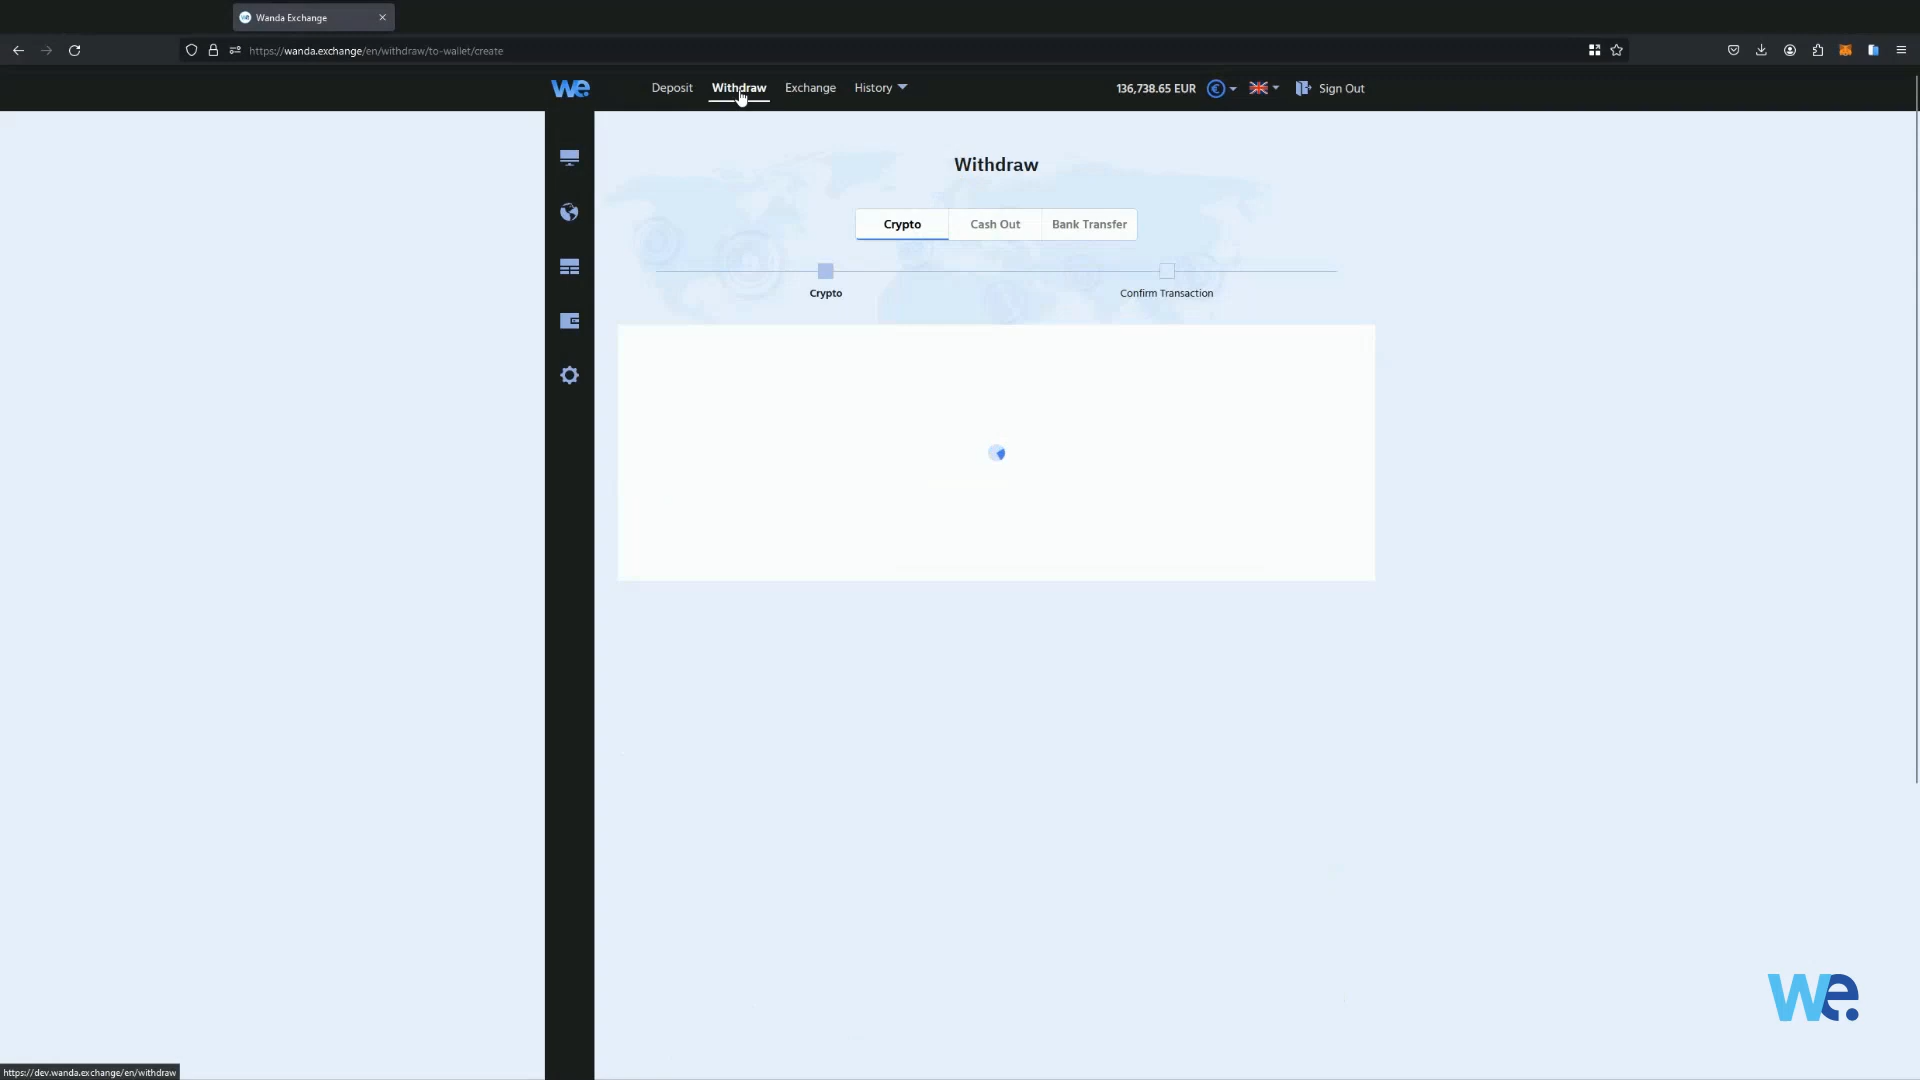 Wanda Exchange
https://wanda.exchange/en/withdraw/to-wallet/create
we. Deposit Withdraw Exchange History 136,738.65 EUR Sign Out
Withdraw
Crypto Cash Out Bank Transfer
Crypto Confirm Transaction
we.
https://dev.wanda.exchange/en/withdraw